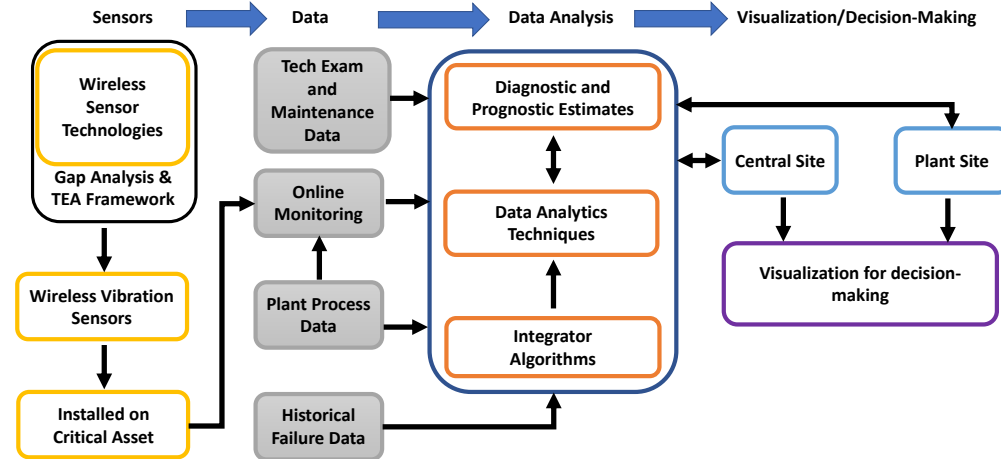 Sensors
Data
Data Analysis
Visualization/Decision-Making
Wireless
Sensor
Technologies
Gap Analysis &
TEA Framework
Wireless Vibration
Sensors
Installed on
Critical Asset
Tech Exam
and
Maintenance
Data
Online
Monitoring
Plant Process
Data
Historical
Failure Data
Diagnostic and
Prognostic Estimates
Data Analytics
Techniques
Integrator
Algorithms
Central Site
Plant Site
Visualization for decision-
making